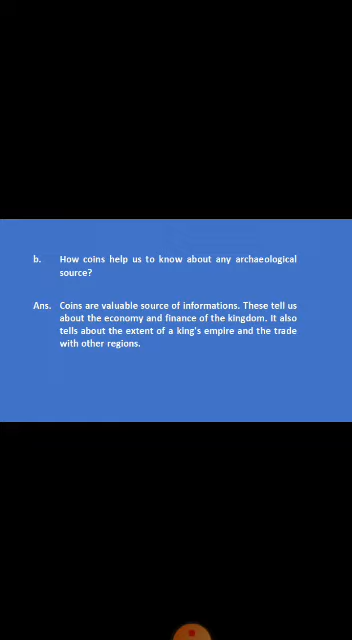 b. How coins help us to know about any archaeological
source?
Ans. Coins are valuable source of informations. These tell us
about the economy and finance of the kingdom. It also
tells about the extent of a king's empire and the trade
with other regions.